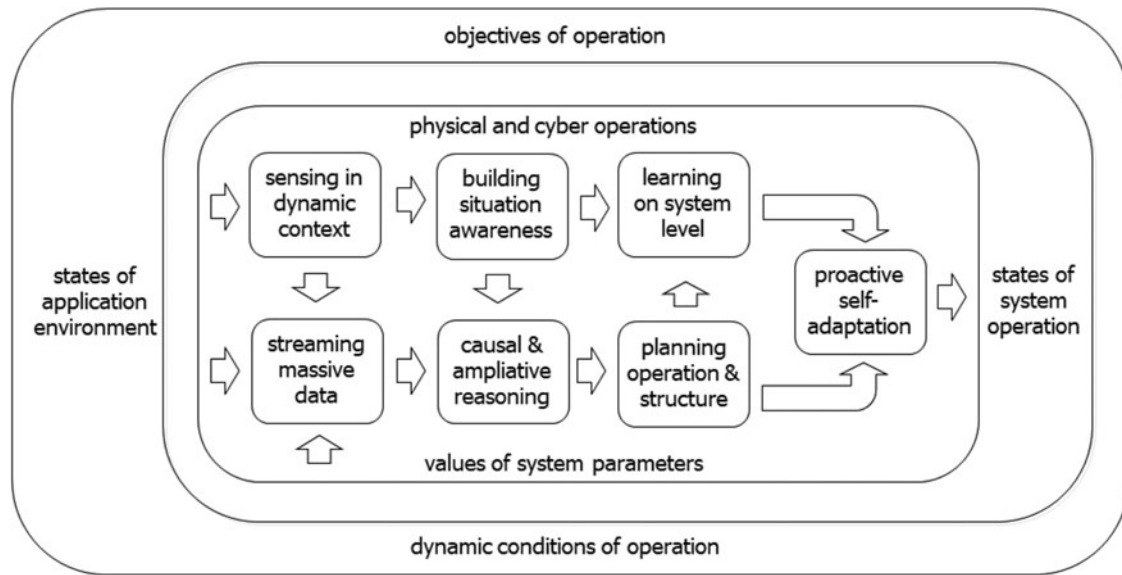 objectives of operation
physical and cyber operations
sensing in
dynamic
context
building
situation
awareness
learning
on system
level
states of
application
environment
proactive
self-
adaptation
states of
system
operation
streaming
massive
data
causal &
ampliative
reasoning
planning
operation &
structure
values of system parameters
dynamic conditions of operation